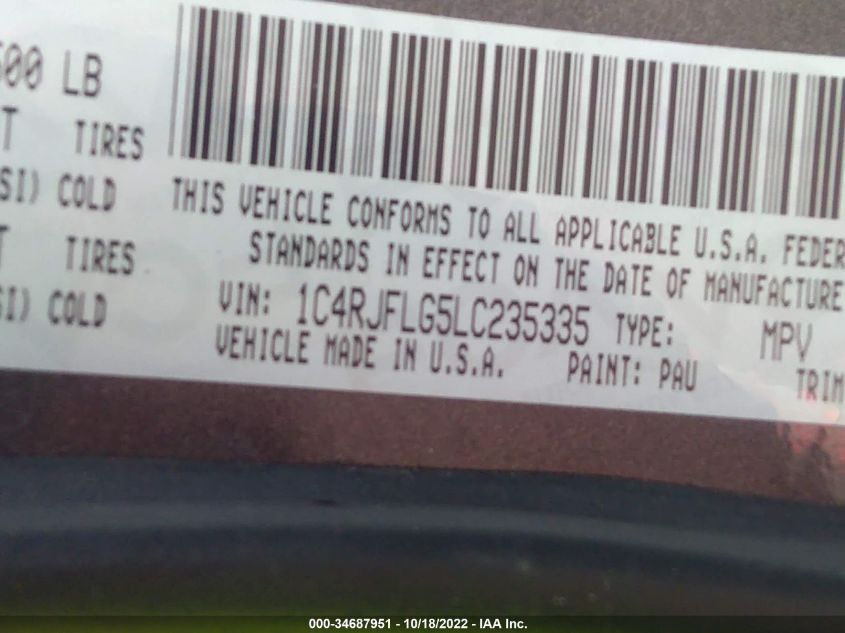 500 LB
T TIRES
SI) COLD
T TIRES
SI) COLD
THIS VEHICLE CONFORMS TO ALL APPLICABLE U.S.A. FEDER
STANDARDS IN EFFECT ON THE DATE OF MANUFACTURE
VIN: 1C4RJFLG5LC235335 TYPE: MPV
VEHICLE MADE IN U.S.A. PAINT: PAU TRIM
000-34687951 - 10/18/2022 - IAA Inc.